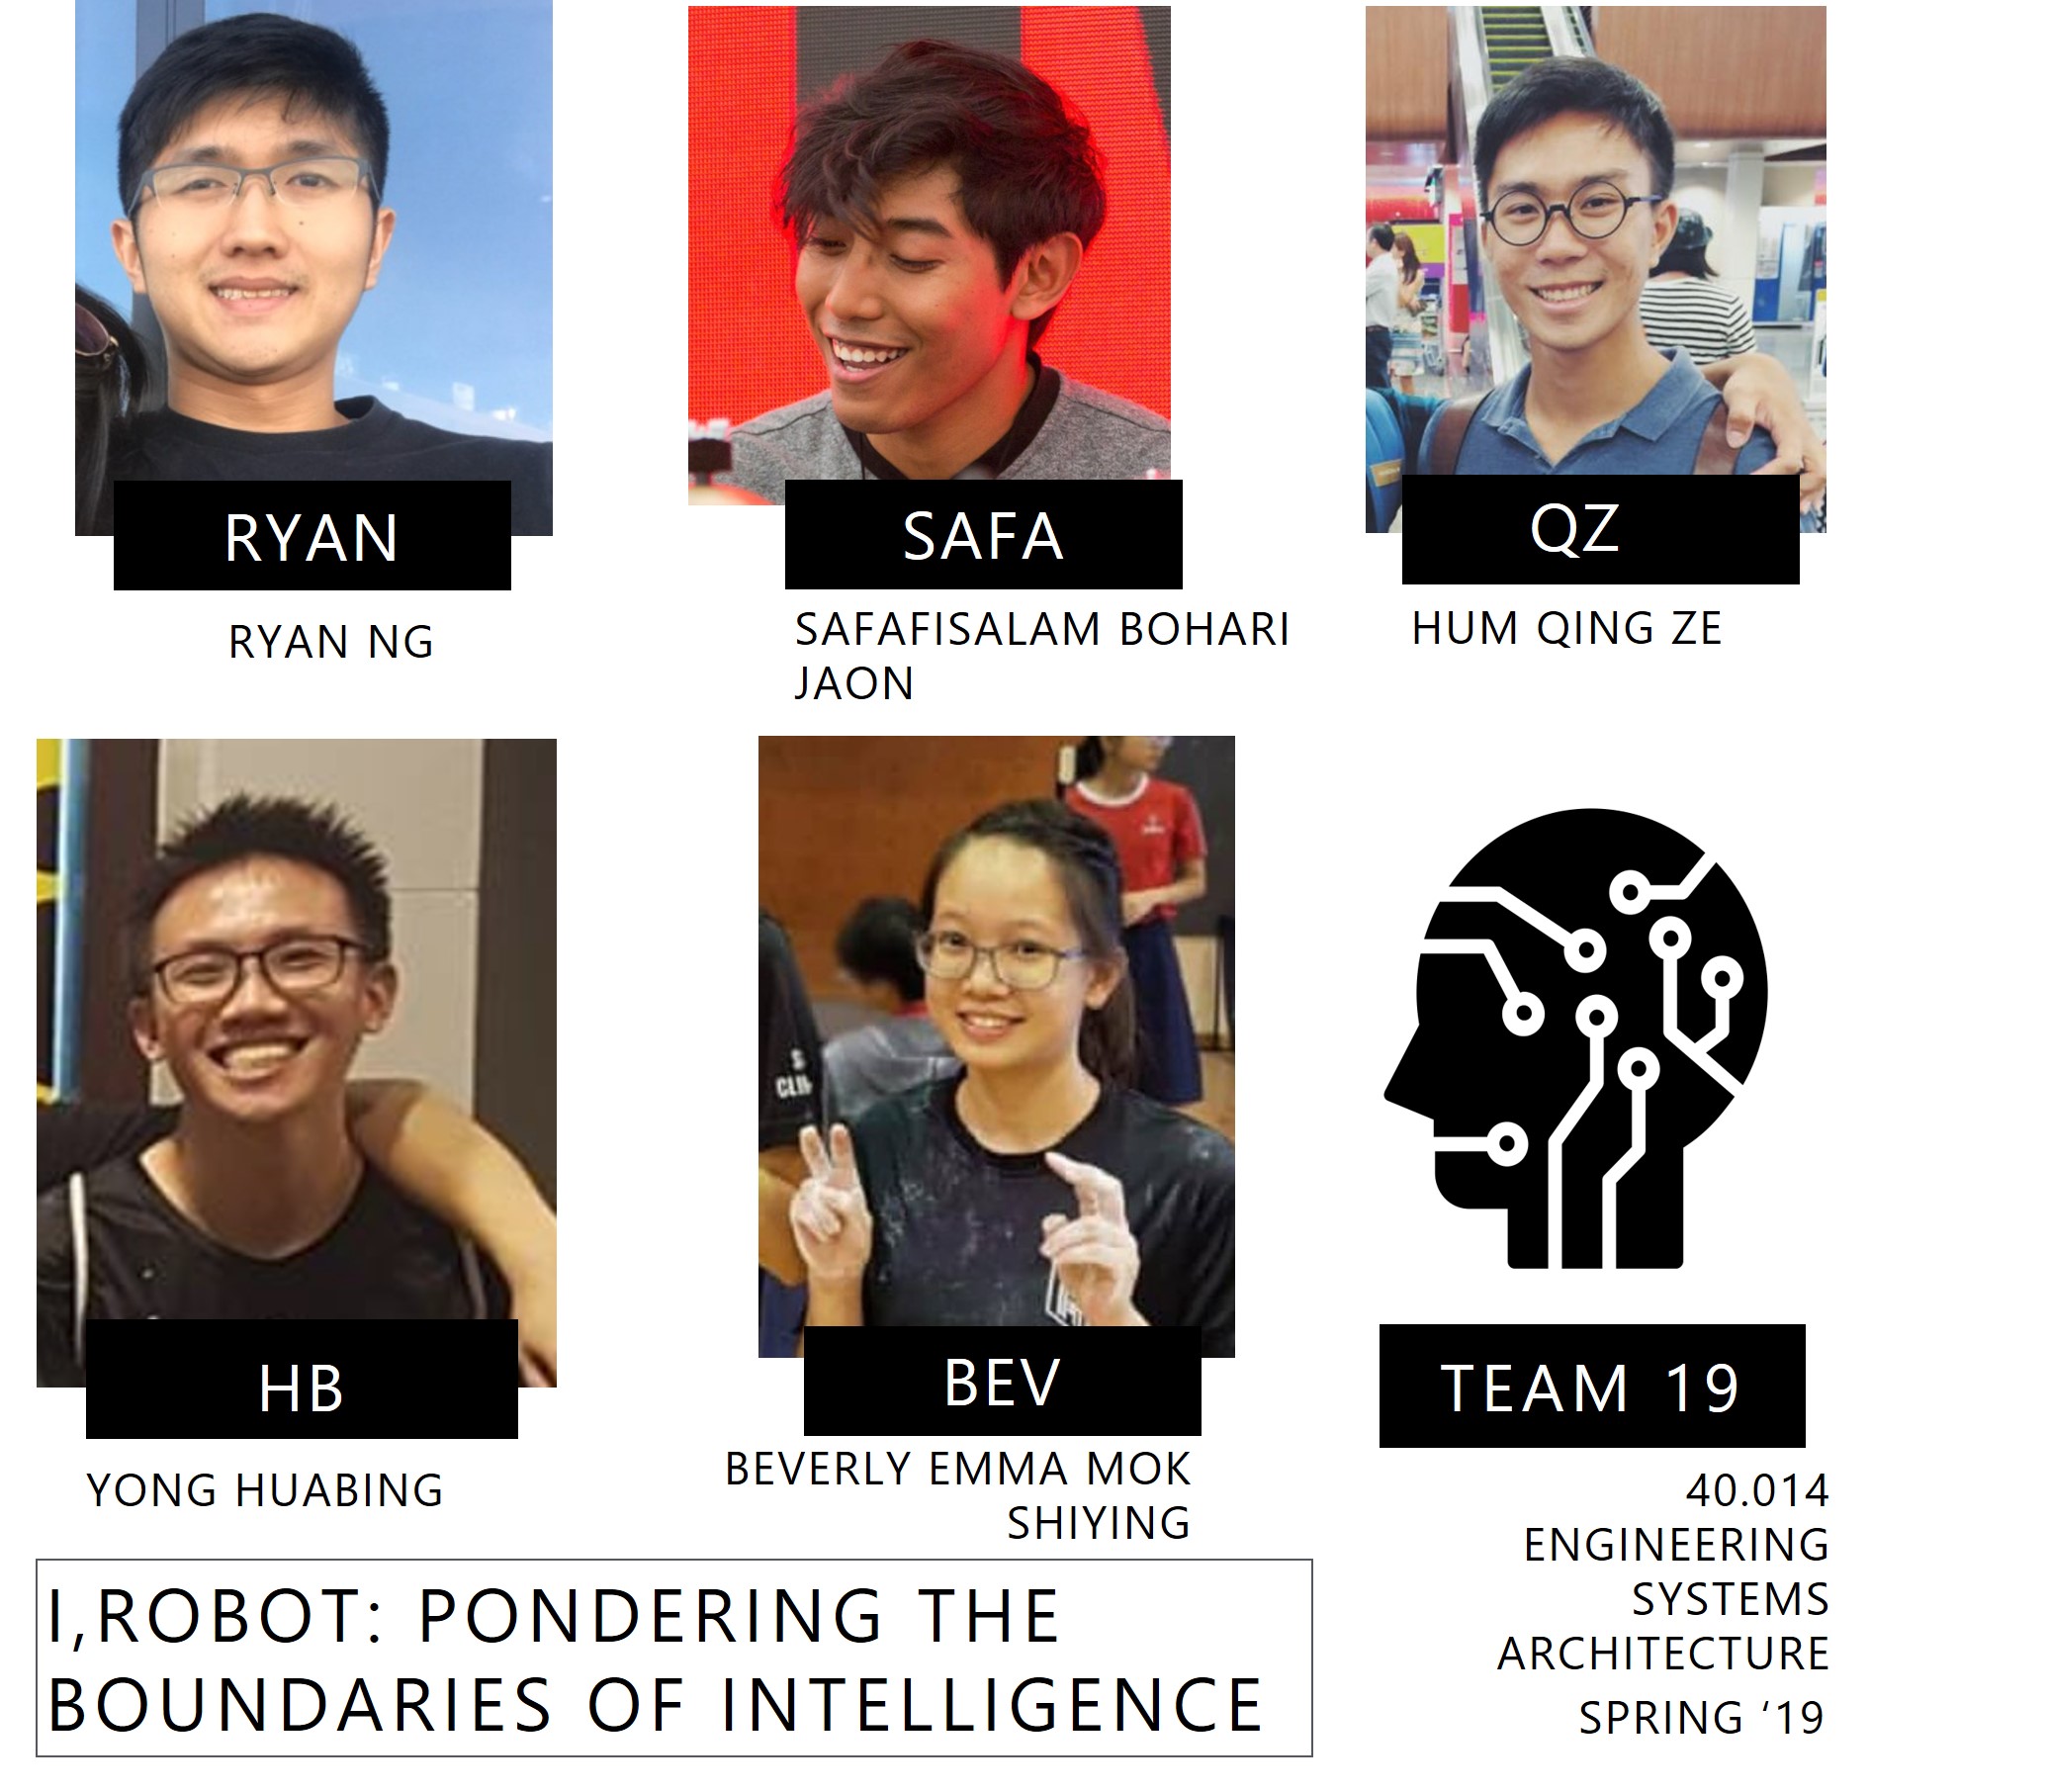 RYAN
RYAN NG
SAFA
SAFAFISALAM BOHARI
JAON
QZ
HUM QING ZE
HB
YONG HUABING
BEV
BEVERLY EMMA MOK
SHIYING
TEAM 19
40.014
ENGINEERING
SYSTEMS
ARCHITECTURE
SPRING ‘19
I,ROBOT: PONDERING THE
BOUNDARIES OF INTELLIGENCE